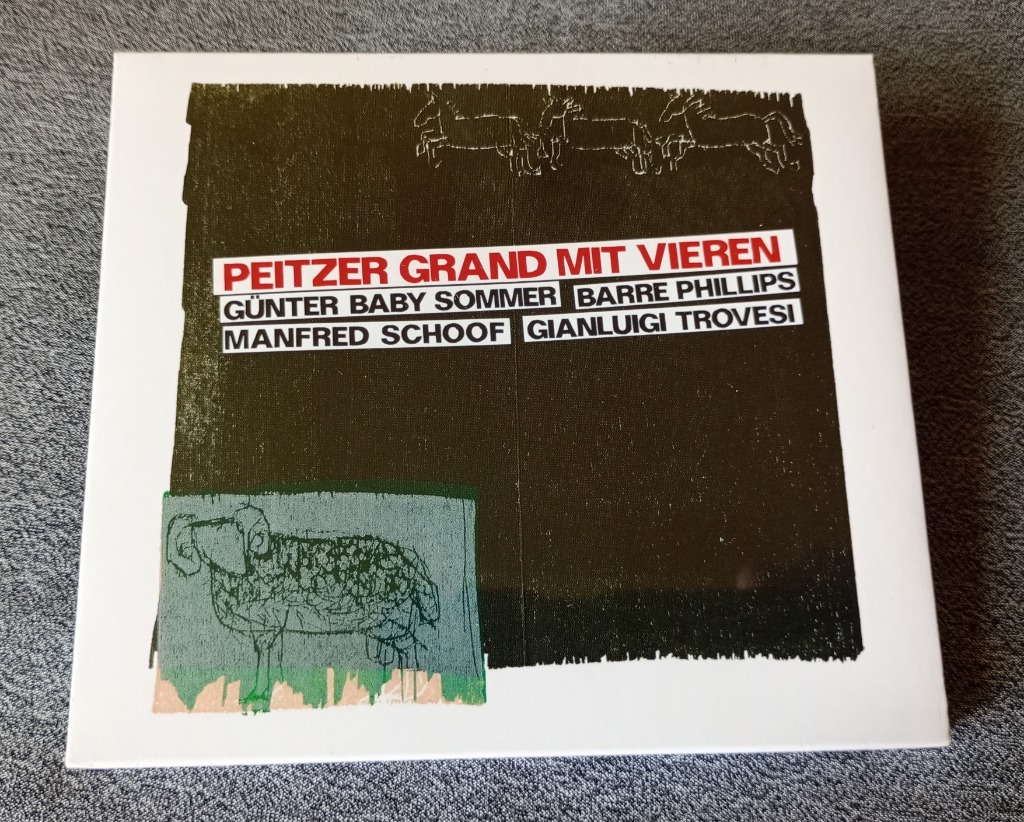 PEITZER GRAND MIT VIEREN
GÜNTER BABY SOMMER BARRE PHILLIPS
MANFRED SCHOOF GIANLUIGI TROVESI